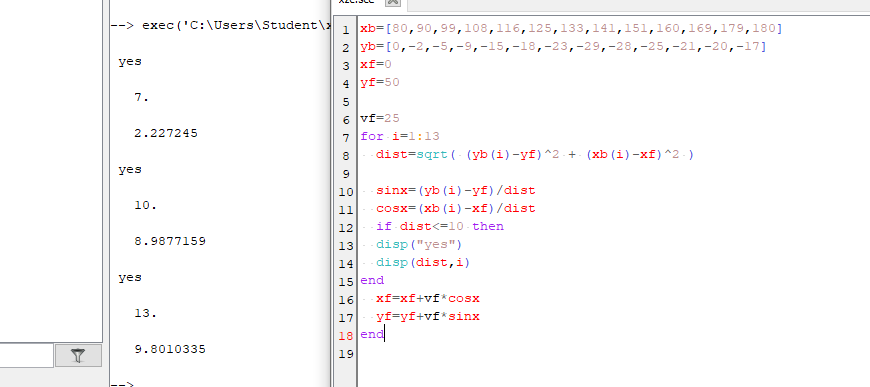 --> exec('C:\Users\Student\x
yes
7.
2.227245
yes
10.
8.9877159
yes
13.
9.8010335
-->
1 xb=[80,90,99,108,116,125,133,141,151,160,169,179,180]
2 yb=[0,-2,-5,-9,-15,-18,-23,-29,-28,-25,-21,-20,-17]
3 xf=0
4 yf=50
5
6 vf=25
7 for i=1:13
8 dist=sqrt( (yb(i)-yf)^2 + (xb(i)-xf)^2 )
9
10 sinx=(yb(i)-yf)/dist
11 cosx=(xb(i)-xf)/dist
12 if dist<=10 then
13 disp("yes")
14 disp(dist,i)
15 end
16 xf=xf+vf*cosx
17 yf=yf+vf*sinx
18 end
19